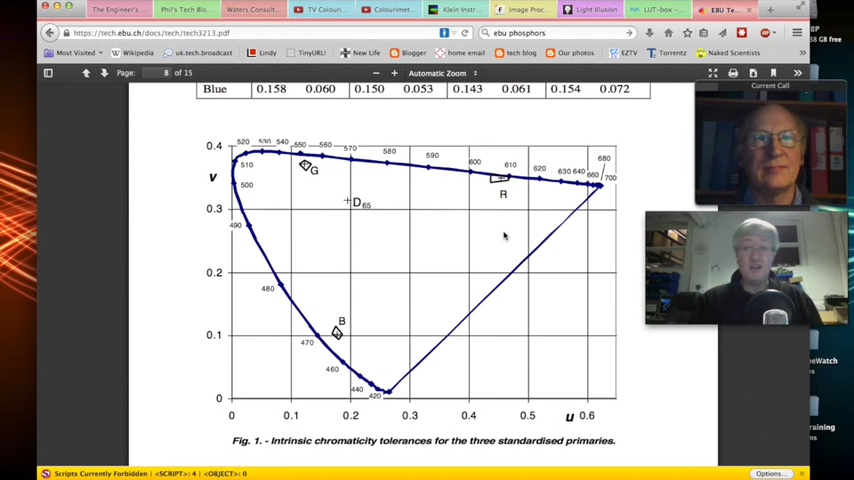 The Engineer's
Phil's Tech Blo
Waters Consult...
TV Colouri...
Colourimet...
Klein Instr...
Image Proc...
Light Illusion
LUT-box –...
EBU Te...
https://tech.ebu.ch/docs/tech/tech3213.pdf
ebu phosphors
Most Visited
Wikipedia
uk.tech.broadcast
Lindy
TinyURL!
New Life
Blogger
home email
tech blog
Our photos
EZTV
Torrentz
Naked Scientists
Page: 8 of 15
Automatic Zoom
Current Call
Blue 0.158 0.060 0.150 0.053 0.143 0.061 0.154 0.072
0.4
v
0.3
0.2
0.1
0
520
530
540
550
560
570
580
590
600
610
620
630
640
680
700
510
500
490
480
470
460
440
420
G
R
D65
B
0
0.1
0.2
0.3
0.4
0.5
u
0.6
Fig. 1. - Intrinsic chromaticity tolerances for the three standardised primaries.
Scripts Currently Forbidden | <SCRIPT>: 4 | <OBJECT>: 0
Options...
GB free
eWatch
raining